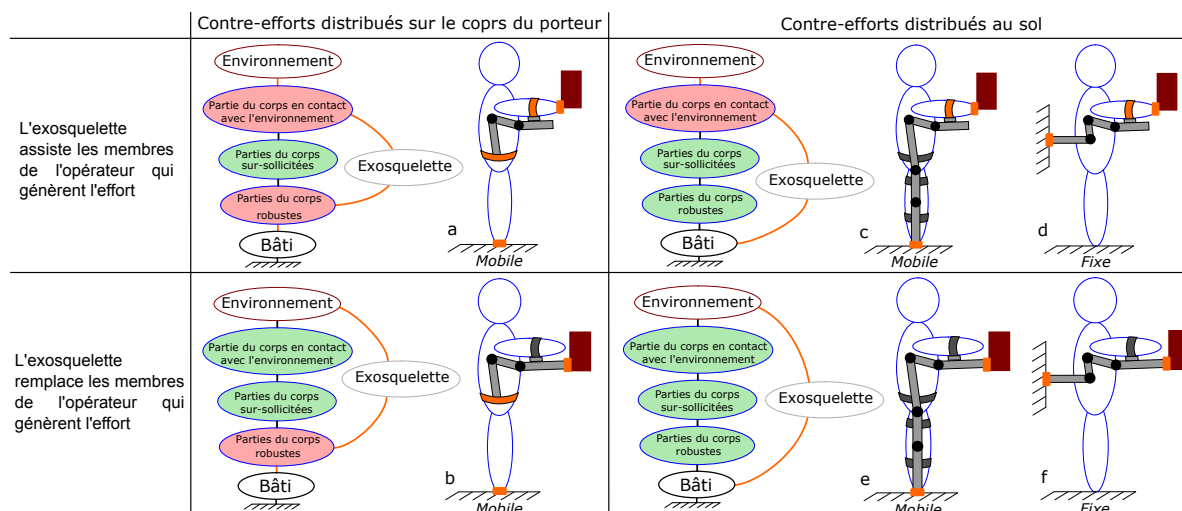 Contre-efforts distribués sur le coprs du porteur
Contre-efforts distribués au sol
L'exosquelette
assiste les membres
de l'opérateur qui
génèrent l'effort
Environnement
Partie du corps en contact
avec l'environnement
Parties du corps
sur-sollicitées
Exosquelette
Parties du corps
robustes
Bâti
a
Mobile
Environnement
Partie du corps en contact
avec l'environnement
Parties du corps
sur-sollicitées
Exosquelette
Parties du corps
robustes
Bâti
c
Mobile
d
Fixe
L'exosquelette
remplace les membres
de l'opérateur qui
génèrent l'effort
Environnement
Partie du corps en contact
avec l'environnement
Exosquelette
Parties du corps
sur-sollicitées
Parties du corps
robustes
Bâti
b
Mobile
Environnement
Partie du corps en contact
avec l'environnement
Parties du corps
sur-sollicitées
Exosquelette
Parties du corps
robustes
Bâti
e
Mobile
f
Fixe